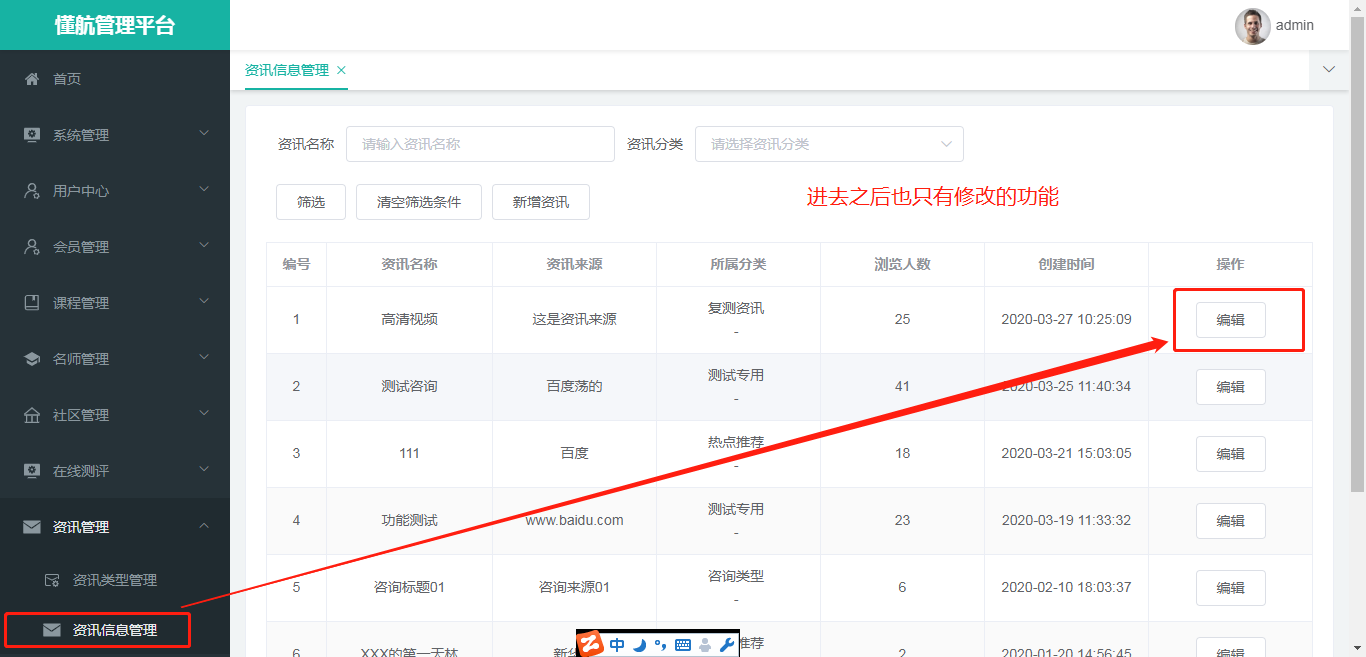 懂航管理平台
admin
首页
系统管理
用户中心
会员管理
课程管理
名师管理
社区管理
在线测评
资讯管理
资讯类型管理
资讯信息管理
资讯信息管理 ×
资讯名称 请输入资讯名称 资讯分类 请选择资讯分类
筛选 清空筛选条件 新增资讯
进去之后也只有修改的功能
编号 资讯名称 资讯来源 所属分类 浏览人数 创建时间 操作
1 高清视频 这是资讯来源 复测资讯 - 25 2020-03-27 10:25:09 编辑
2 测试咨询 百度荡的 测试专用 - 41 2020-03-25 11:40:34 编辑
3 111 百度 热点推荐 - 18 2020-03-21 15:03:05 编辑
4 功能测试 www.baidu.com 测试专用 - 23 2020-03-19 11:33:32 编辑
5 咨询标题01 咨询来源01 咨询类型 - 6 2020-02-10 18:03:37 编辑
6 XXX的第一天林 新华 推荐 2 2020-01-20 14:56:45 编辑
中